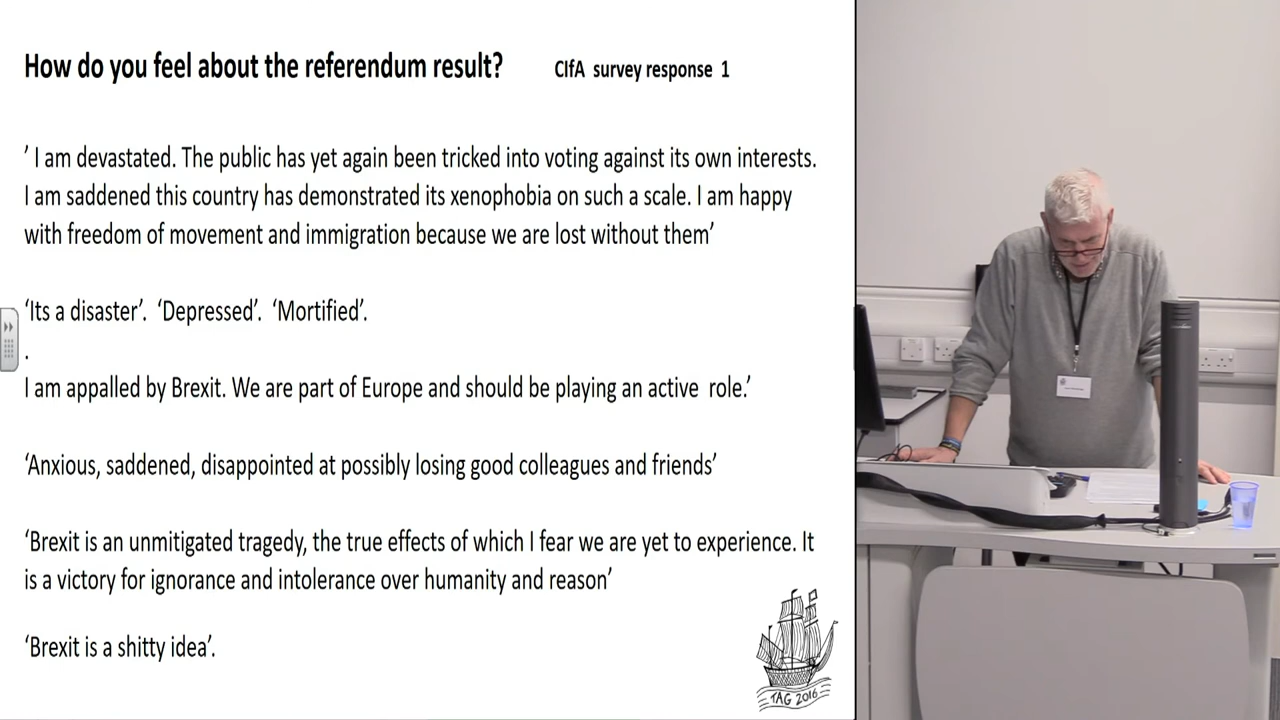 How do you feel about the referendum result? CIfA survey response 1
’ I am devastated. The public has yet again been tricked into voting against its own interests.
I am saddened this country has demonstrated its xenophobia on such a scale. I am happy
with freedom of movement and immigration because we are lost without them’
‘Its a disaster’. ‘Depressed’. ‘Mortified’.
.
I am appalled by Brexit. We are part of Europe and should be playing an active role.’
‘Anxious, saddened, disappointed at possibly losing good colleagues and friends’
‘Brexit is an unmitigated tragedy, the true effects of which I fear we are yet to experience. It
is a victory for ignorance and intolerance over humanity and reason’
‘Brexit is a shitty idea’.
TAG 2016